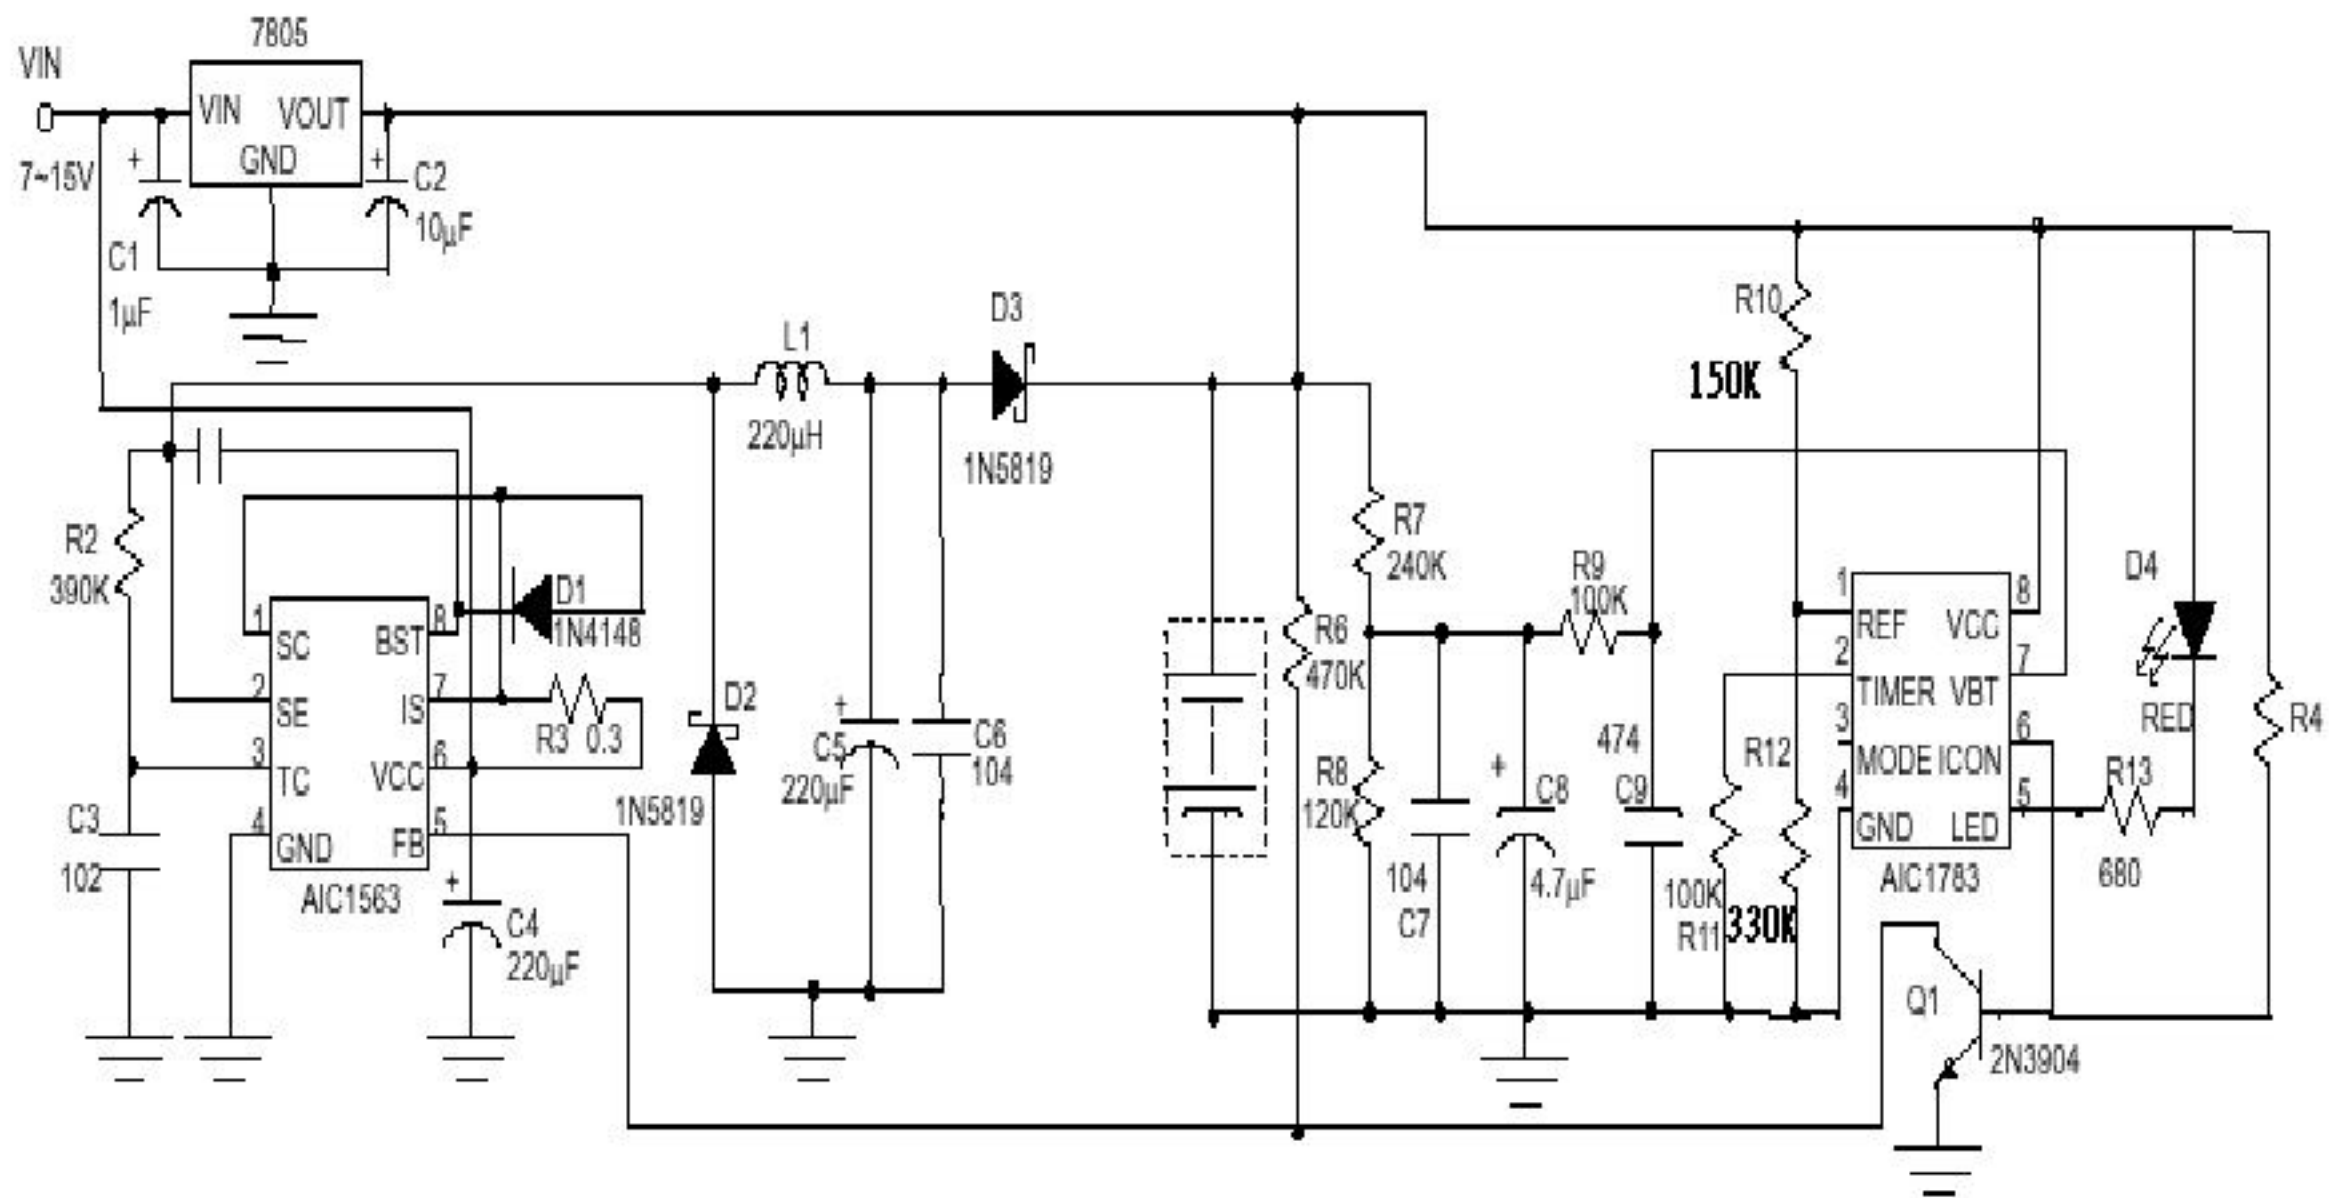 7805
VIN
VIN VOUT
GND
7~15V
+
+
C2
10µF
C1
1µF
D3
L1
220µH
1N5819
R10
150K
R2
390K
R7
240K
R9
100K
D4
RED
1 SC
BST 8
2 SE
IS 7
3 TC
VCC 6
4 GND
FB 5
AIC1563
D1
1N4148
R3 0.3
C3
102
+
C4
220µF
D2
1N5819
+
C5
220µF
C6
104
R6
470K
R8
120K
104
C7
+
C8
4.7µF
474
C9
R12
100K
R11
330K
1 REF
VCC 8
2 TIMER
VBT 7
3 MODE
ICON 6
4 GND
LED 5
AIC1783
R13
680
R4
Q1
2N3904